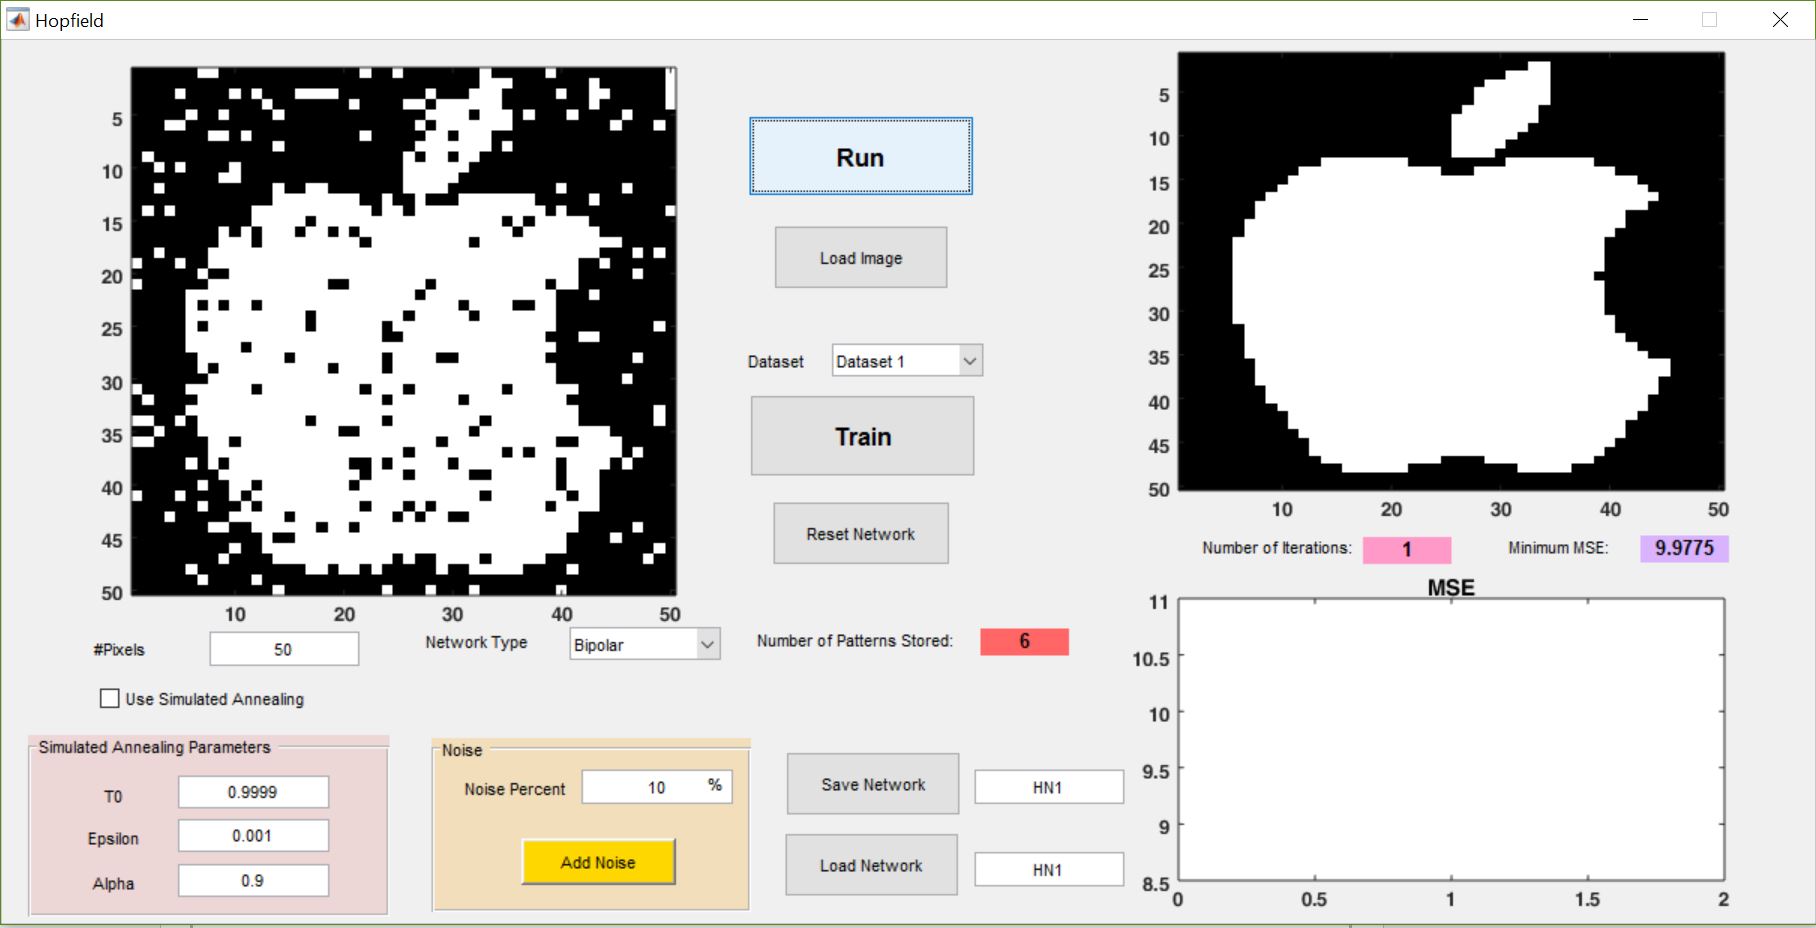 Hopfield
5
10
15
20
25
30
35
40
45
50
10 20 30 40 50
#Pixels 50
Network Type Bipolar
Use Simulated Annealing
Simulated Annealing Parameters
T0 0.9999
Epsilon 0.001
Alpha 0.9
Noise
Noise Percent 10 %
Add Noise
Run
Load Image
Dataset Dataset 1
Train
Reset Network
Number of Patterns Stored: 6
Save Network HN1
Load Network HN1
5
10
15
20
25
30
35
40
45
50
10 20 30 40 50
Number of Iterations: 1 Minimum MSE: 9.9775
MSE
11
10.5
10
9.5
9
8.5
0 0.5 1 1.5 2